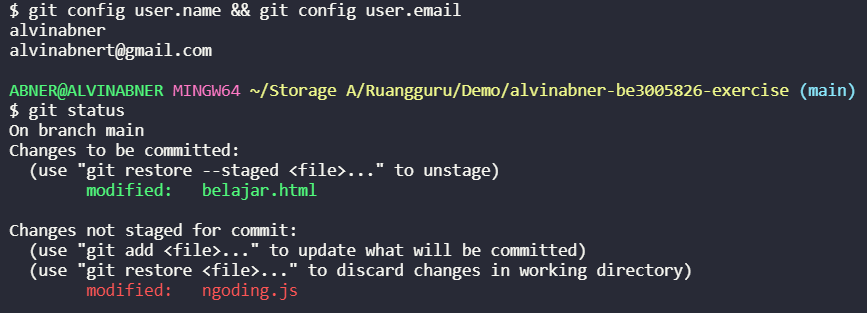 $ git config user.name && git config user.email
alvinabner
alvinabnert@gmail.com
ABNER@ALVINABNER MINGW64 ~/Storage A/Ruangguru/Demo/alvinabner-be3005826-exercise (main)
$ git status
On branch main
Changes to be committed:
  (use "git restore --staged <file>..." to unstage)
        modified:   belajar.html
Changes not staged for commit:
  (use "git add <file>..." to update what will be committed)
  (use "git restore <file>..." to discard changes in working directory)
        modified:   ngoding.js